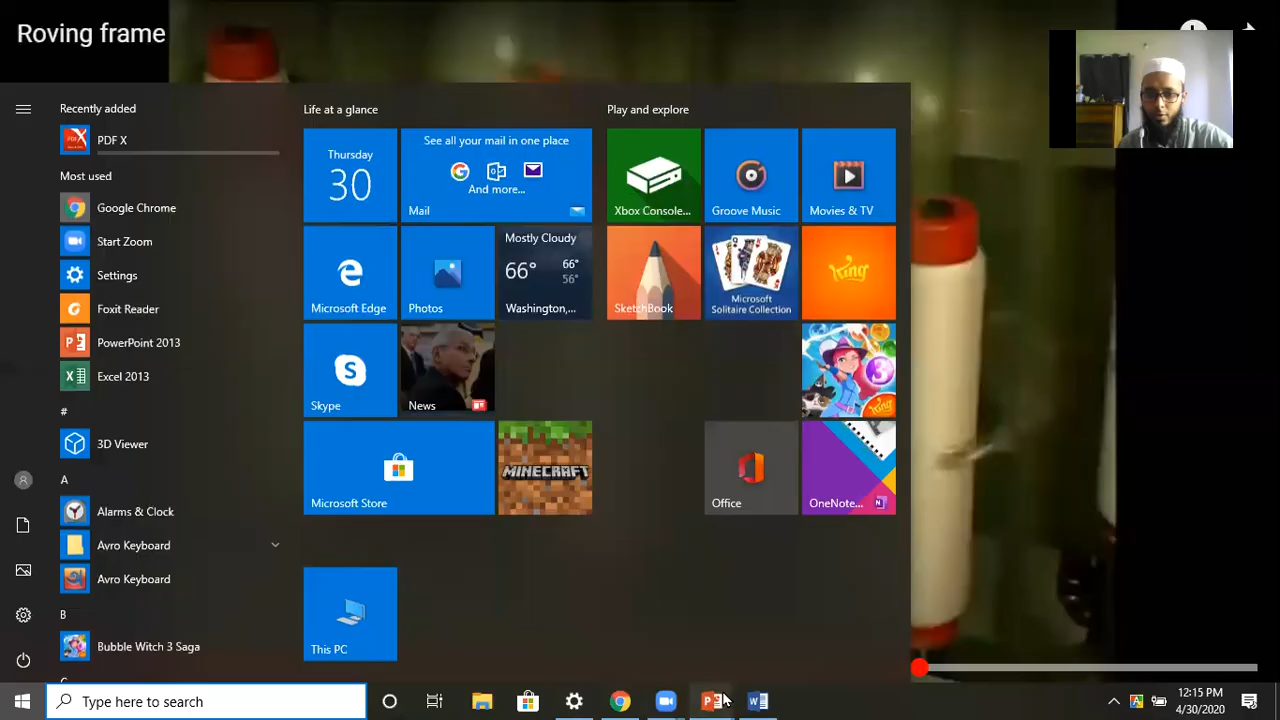 Roving frame
Recently added
PDF X
Most used
Google Chrome
Start Zoom
Settings
Foxit Reader
PowerPoint 2013
Excel 2013
#
3D Viewer
A
Alarms & Clock
Avro Keyboard
Avro Keyboard
B
Bubble Witch 3 Saga
Life at a glance
Thursday
30
See all your mail in one place
And more...
Mail
Microsoft Edge
Photos
Mostly Cloudy
66° 66°
56°
Washington,...
Skype
News
Microsoft Store
MINECRAFT
This PC
Play and explore
Xbox Console...
Groove Music
Movies & TV
SketchBook
Microsoft
Solitaire Collection
king
3
king
Office
OneNote...
Type here to search
12:15 PM
4/30/2020